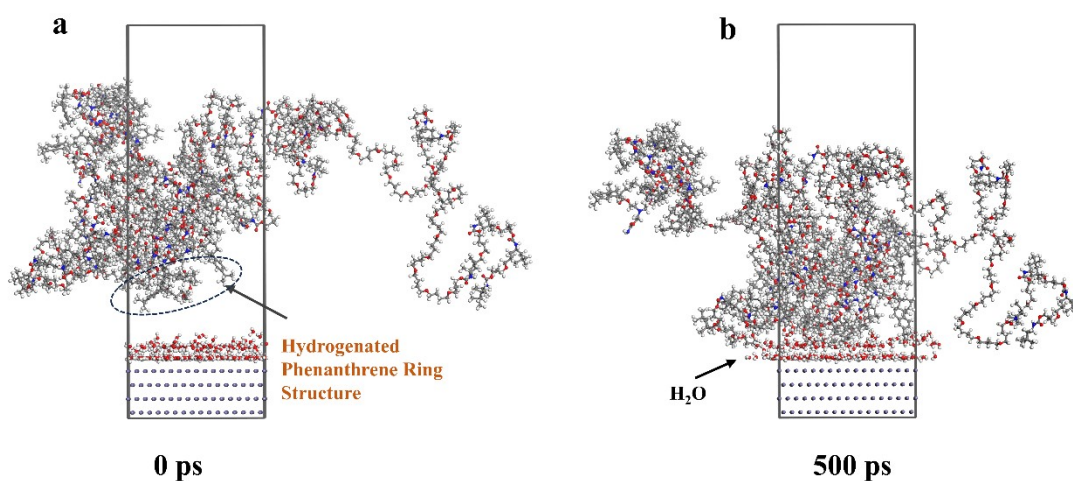 a
b
Hydrogenated
Phenanthrene Ring
Structure
H₂O
0 ps
500 ps